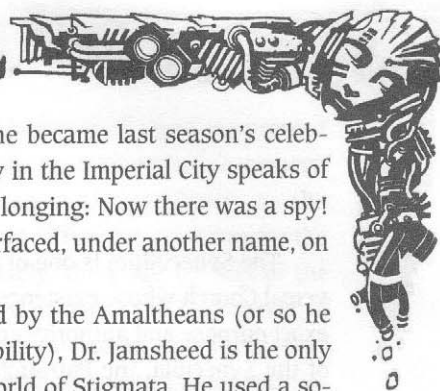 ne became last season's celeb-
y in the Imperial City speaks of
longing: Now there was a spy!
rfaced, under another name, on
d by the Amaltheans (or so he
bility), Dr. Jamsheed is the only
orld of Stigmata. He used a so-